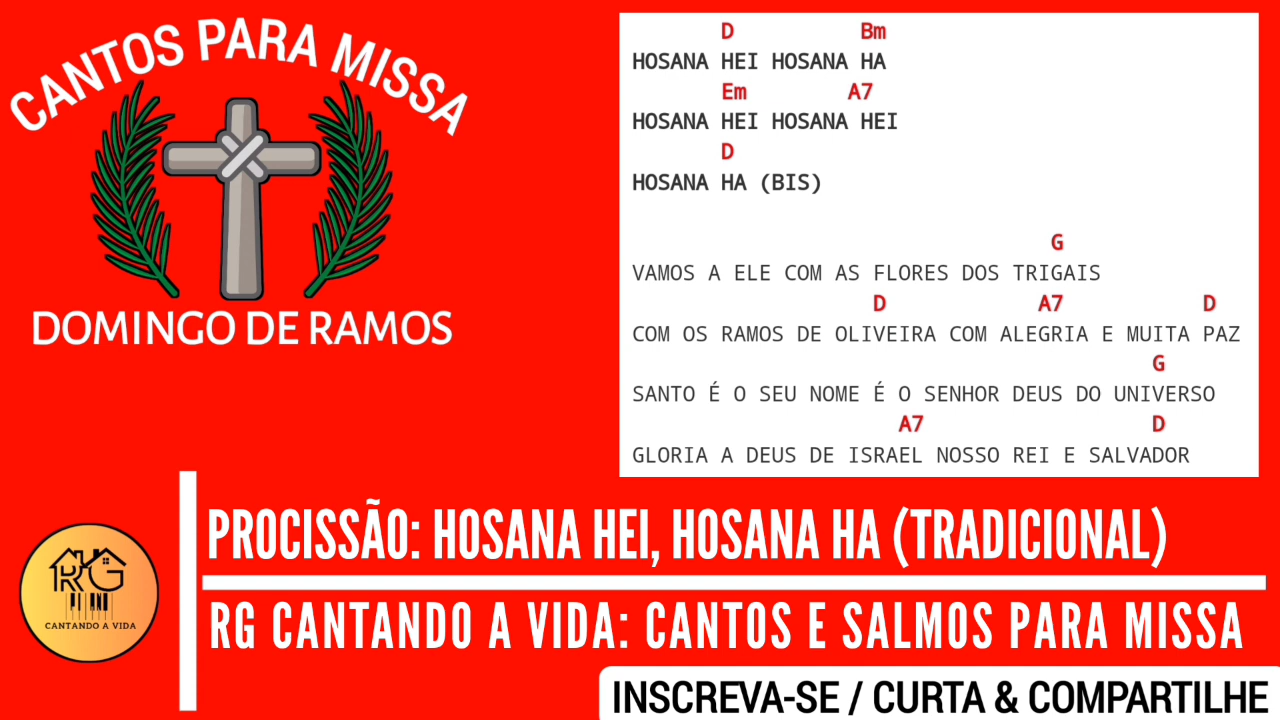 CANTOS PARA MISSA
DOMINGO DE RAMOS
D Bm
HOSANA HEI HOSANA HA
Em A7
HOSANA HEI HOSANA HEI
D
HOSANA HA (BIS)
G
VAMOS A ELE COM AS FLORES DOS TRIGAIS
D A7 D
COM OS RAMOS DE OLIVEIRA COM ALEGRIA E MUITA PAZ
G
SANTO É O SEU NOME É O SENHOR DEUS DO UNIVERSO
A7 D
GLORIA A DEUS DE ISRAEL NOSSO REI E SALVADOR
PROCISSÃO: HOSANA HEI, HOSANA HA (TRADICIONAL)
RG CANTANDO A VIDA: CANTOS E SALMOS PARA MISSA
RG
PIANO
CANTANDO A VIDA
INSCREVA-SE / CURTA & COMPARTILHE